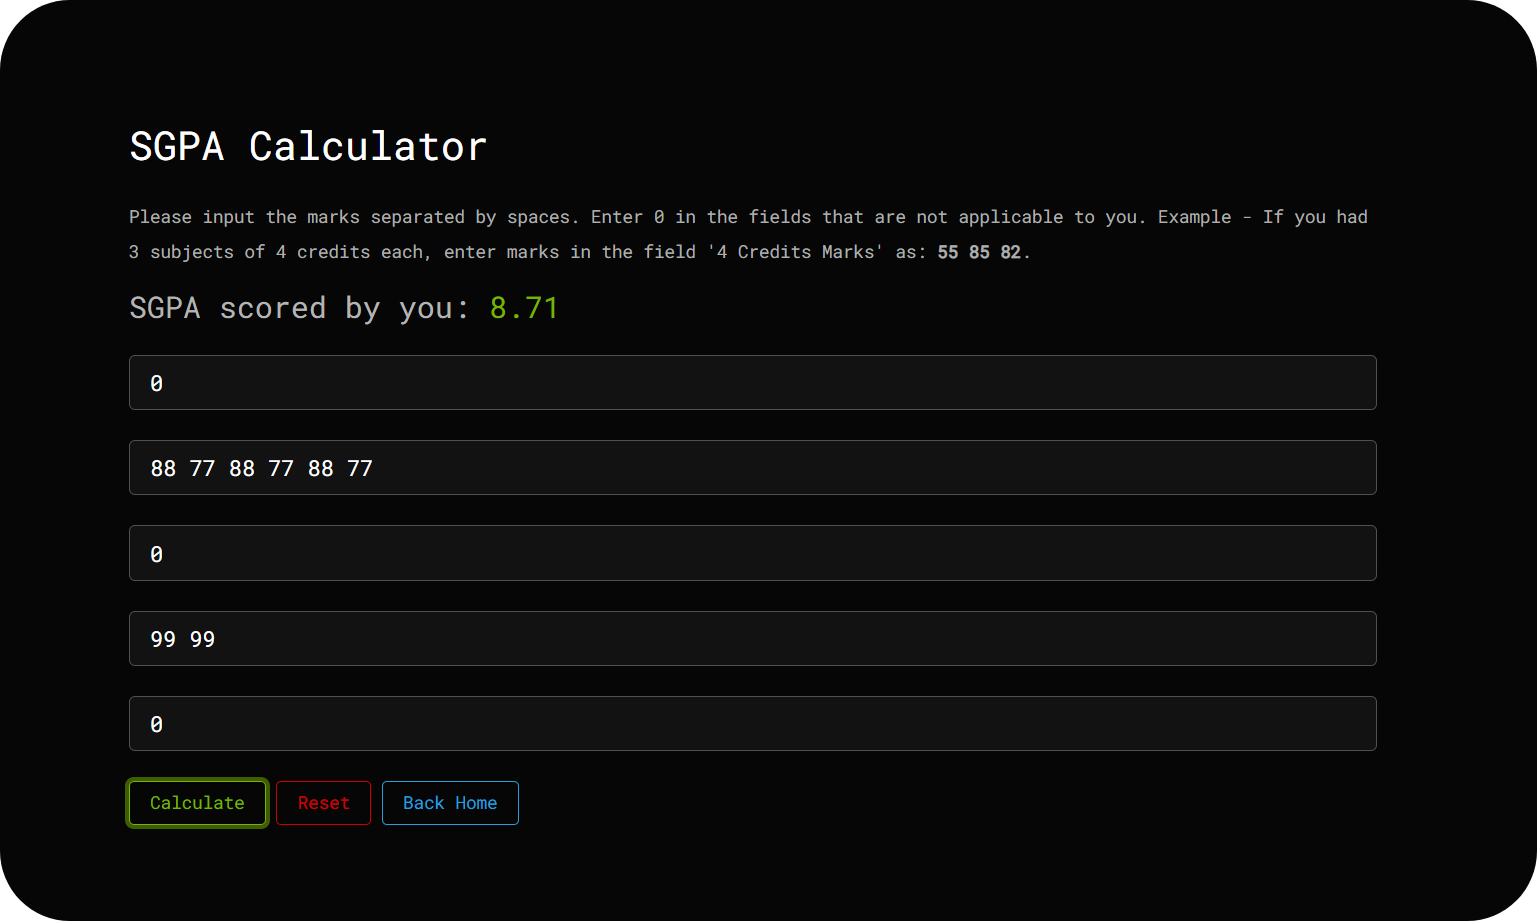 SGPA Calculator
Please input the marks separated by spaces. Enter 0 in the fields that are not applicable to you. Example - If you had
3 subjects of 4 credits each, enter marks in the field '4 Credits Marks' as: 55 85 82.
SGPA scored by you: 8.71
0
88 77 88 77 88 77
0
99 99
0
Calculate Reset Back Home